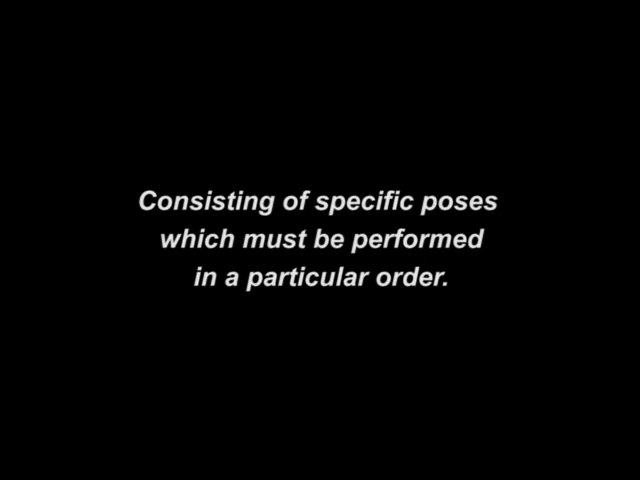 Consisting of specific poses
which must be performed
in a particular order.